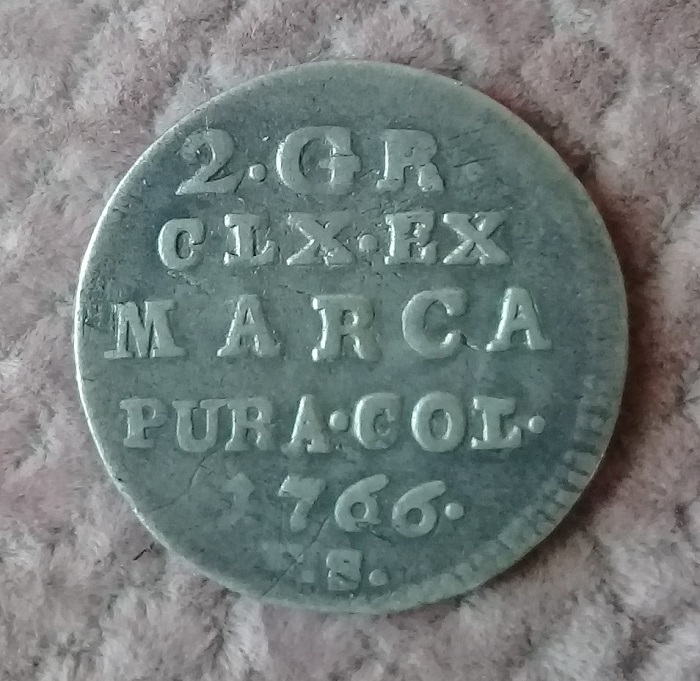 2·GR·
CLX·EX
MARCA
PURA·COL·
1766·
·S·